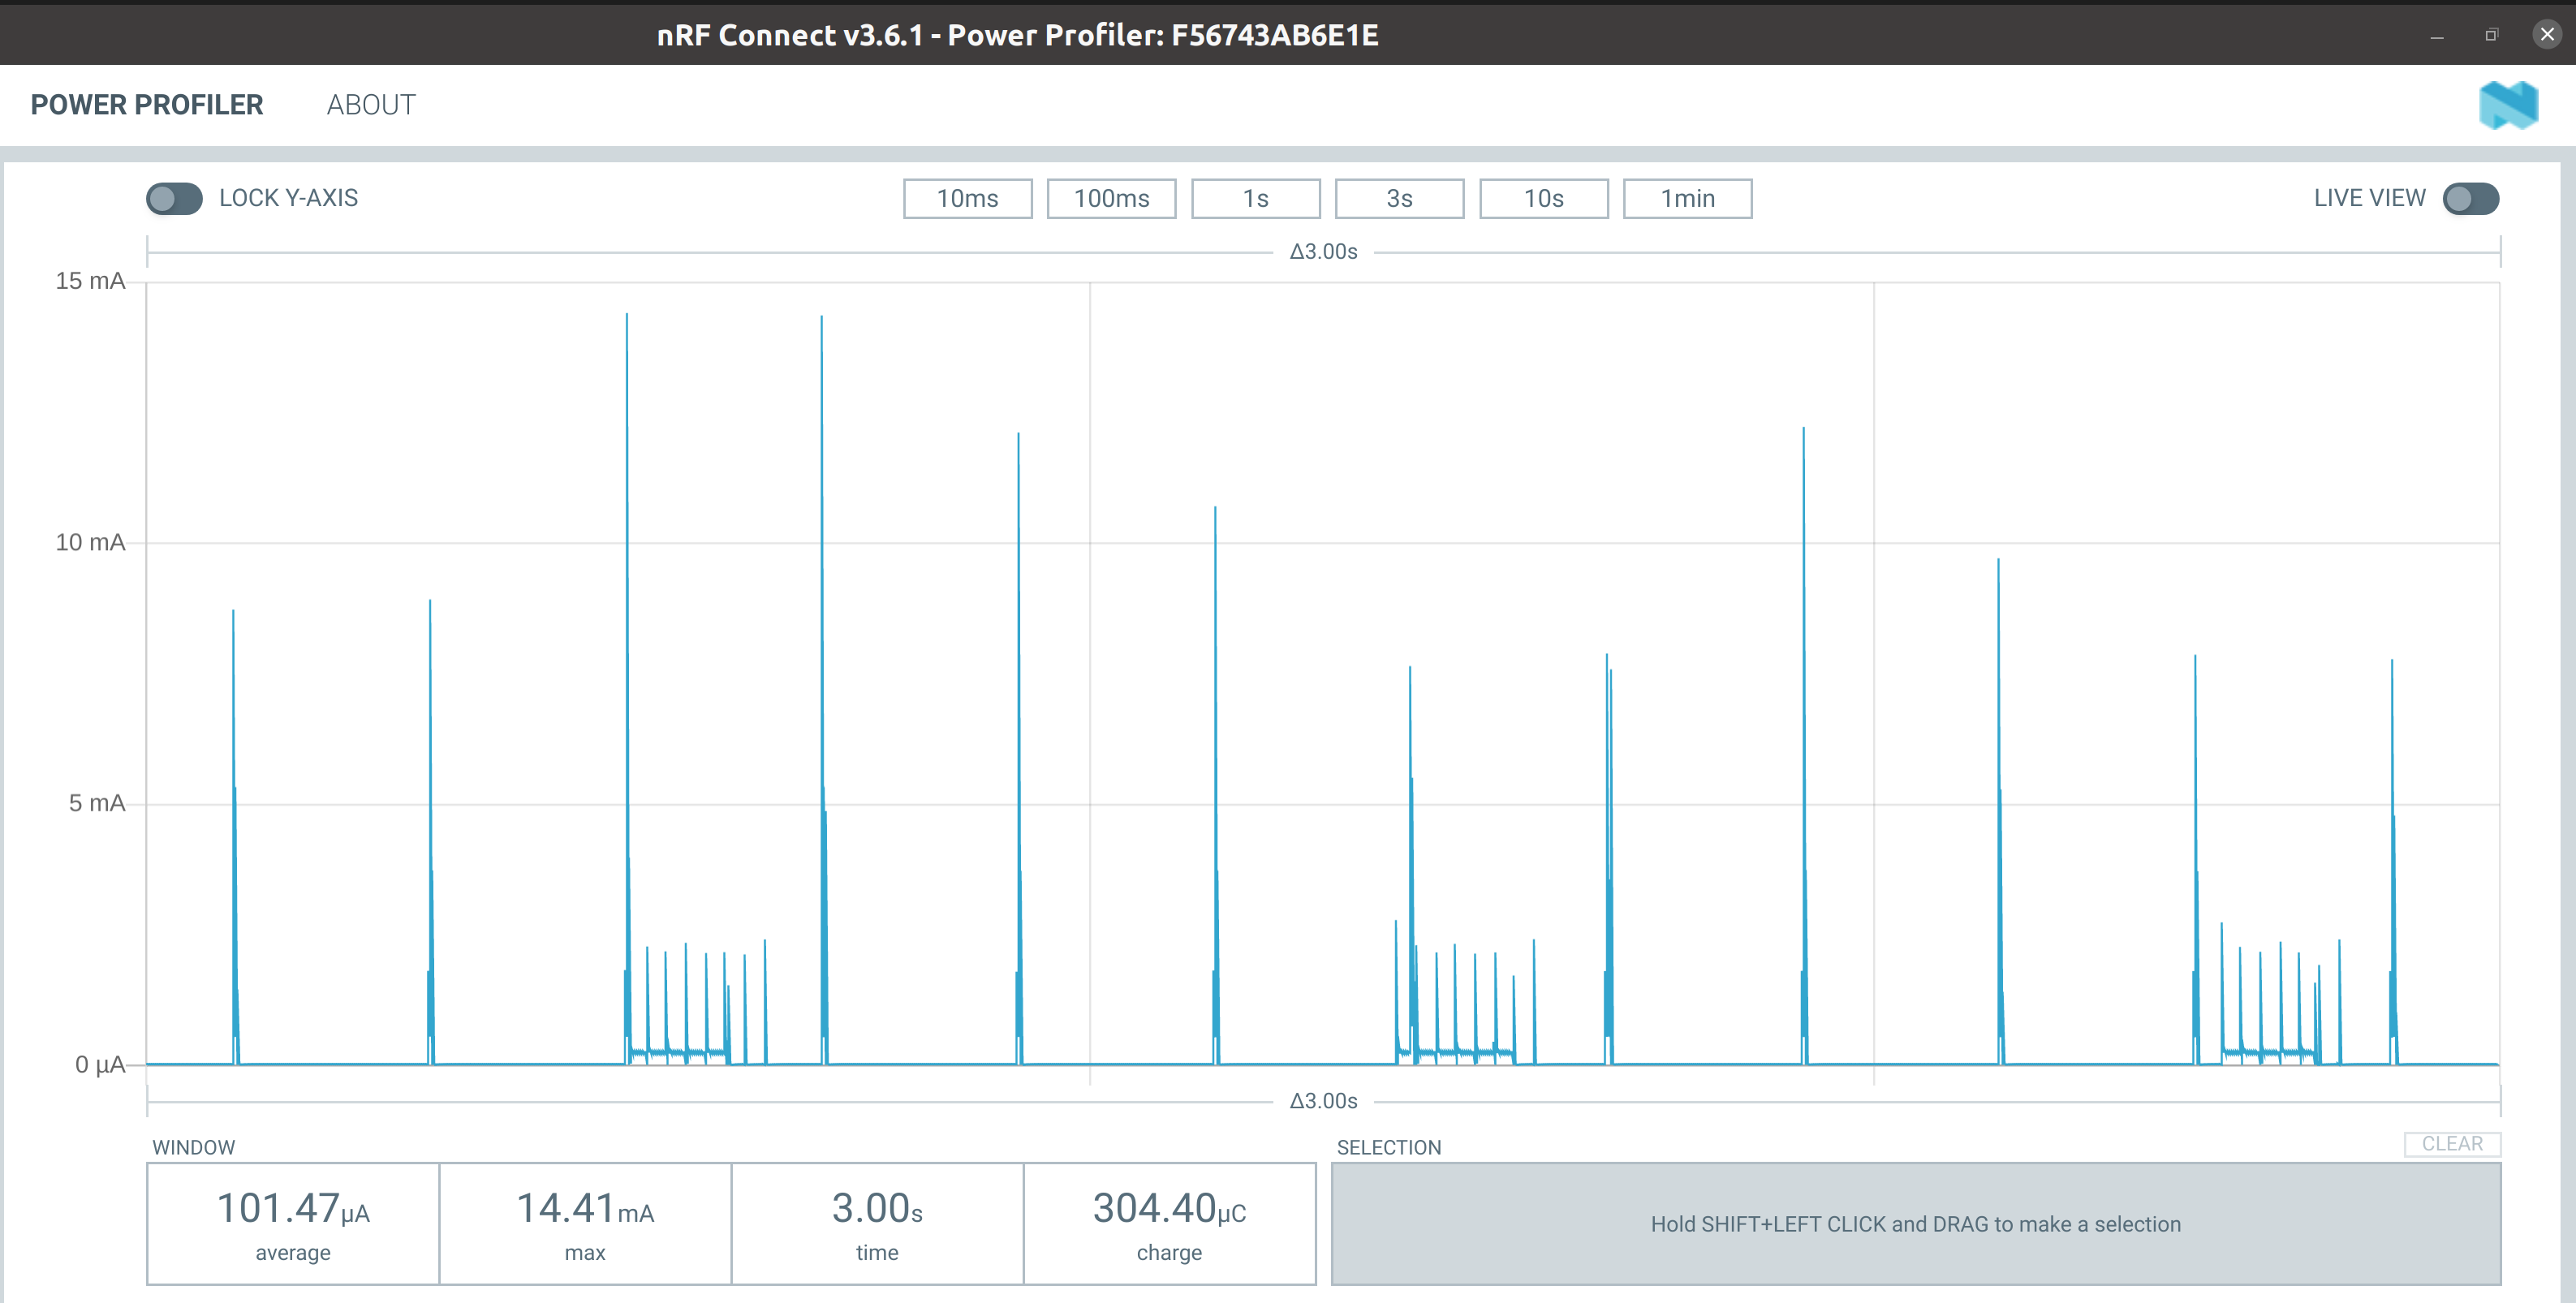 nRF Connect v3.6.1 - Power Profiler: F56743AB6E1E
POWER PROFILER ABOUT
LOCK Y-AXIS 10ms 100ms 1s 3s 10s 1min LIVE VIEW
Δ3.00s
15 mA
10 mA
5 mA
0 µA
Δ3.00s
WINDOW SELECTION CLEAR
101.47µA 14.41mA 3.00s 304.40µC
average max time charge
Hold SHIFT+LEFT CLICK and DRAG to make a selection